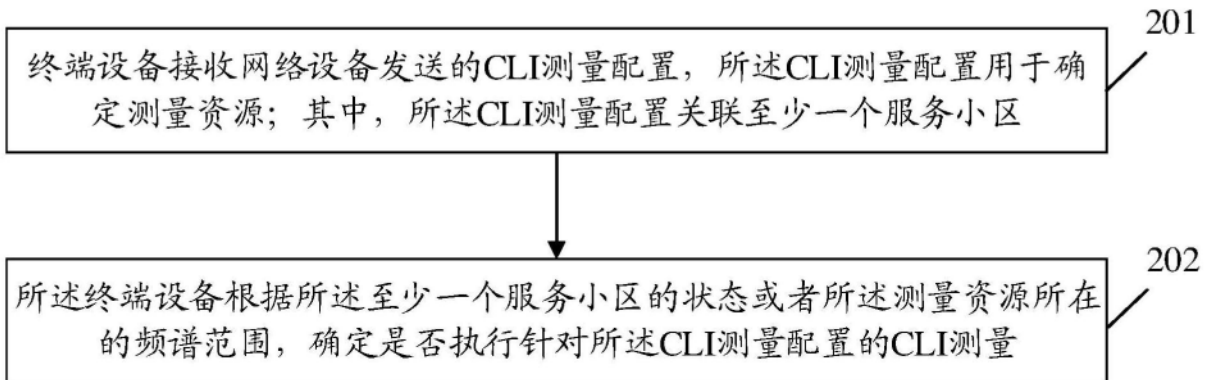 201
终端设备接收网络设备发送的CLI测量配置，所述CLI测量配置用于确
定测量资源；其中，所述CLI测量配置关联至少一个服务小区
202
所述终端设备根据所述至少一个服务小区的状态或者所述测量资源所在
的频谱范围，确定是否执行针对所述CLI测量配置的CLI测量